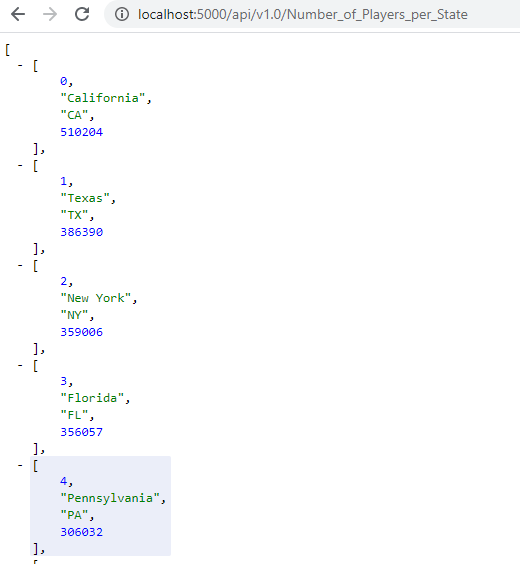 localhost:5000/api/v1.0/Number_of_Players_per_State
[
- [
0,
"California",
"CA",
510204
],
- [
1,
"Texas",
"TX",
386390
],
- [
2,
"New York",
"NY",
359006
],
- [
3,
"Florida",
"FL",
356057
],
- [
4,
"Pennsylvania",
"PA",
306032
],
- [